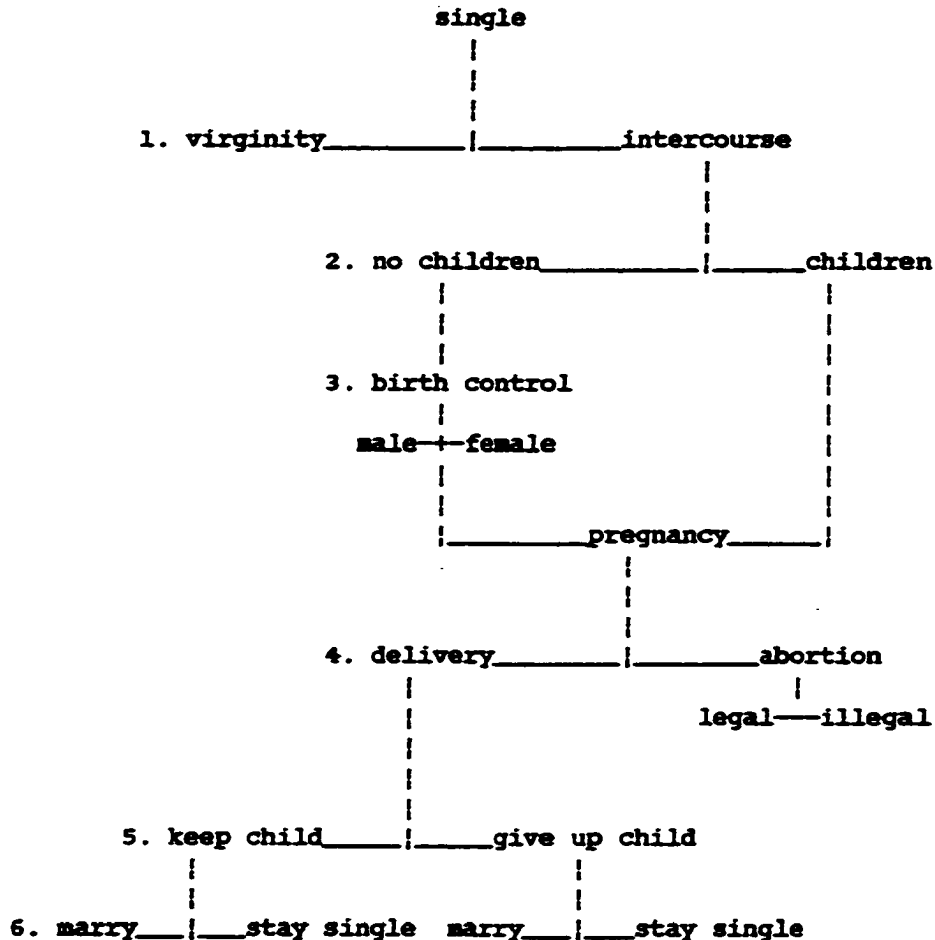 single
1. virginity intercourse
2. no children children
3. birth control
male female
pregnancy
4. delivery abortion
legal illegal
5. keep child give up child
6. marry stay single marry stay single